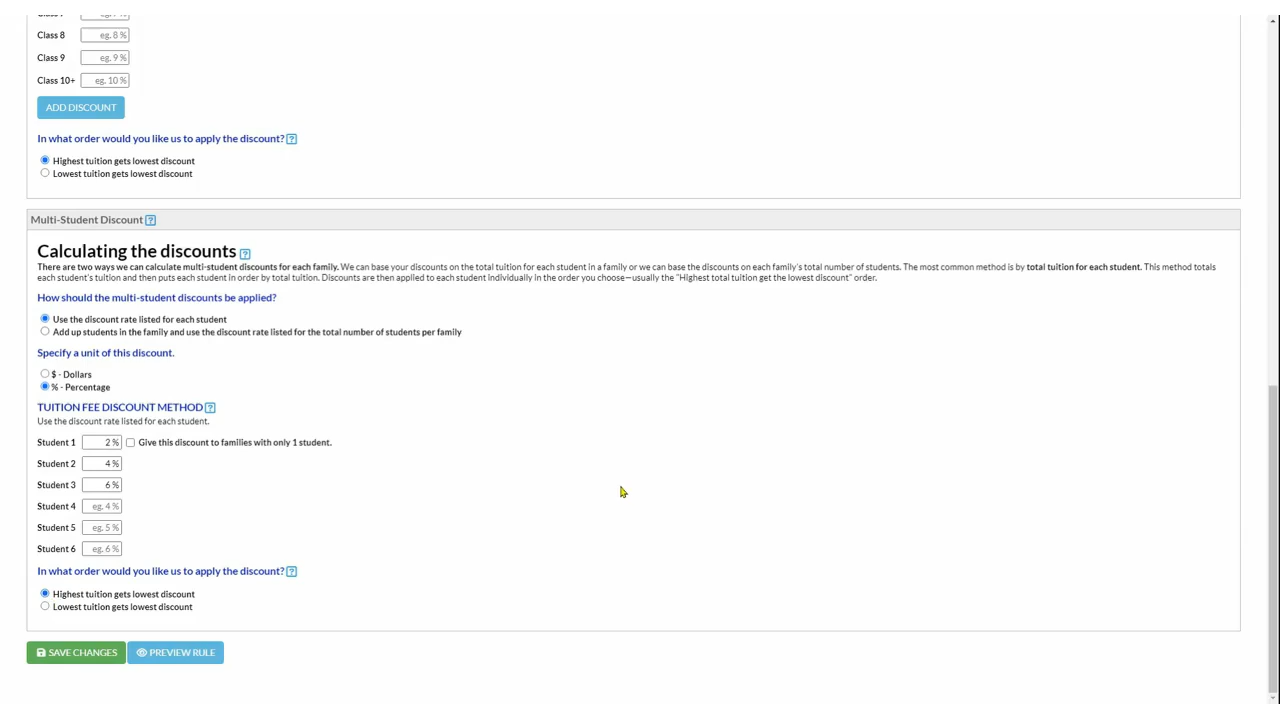 Class 8 eg. 8 %
Class 9 eg. 9 %
Class 10+ eg. 10 %
ADD DISCOUNT
In what order would you like us to apply the discount? ?
Highest tuition gets lowest discount
Lowest tuition gets lowest discount
Multi-Student Discount ?
Calculating the discounts ?
There are two ways we can calculate multi-student discounts for each family. We can base your discounts on the total tuition for each student in a family or we can base the discounts on each family's total number of students. The most common method is by total tuition for each student. This method totals
each student's tuition and then puts each student in order by total tuition. Discounts are then applied to each student individually in the order you choose—usually the "Highest total tuition get the lowest discount" order.
How should the multi-student discounts be applied?
Use the discount rate listed for each student
Add up students in the family and use the discount rate listed for the total number of students per family
Specify a unit of this discount.
$ - Dollars
% - Percentage
TUITION FEE DISCOUNT METHOD ?
Use the discount rate listed for each student.
Student 1 2 % Give this discount to families with only 1 student.
Student 2 4 %
Student 3 6 %
Student 4 eg. 4 %
Student 5 eg. 5 %
Student 6 eg. 6 %
In what order would you like us to apply the discount? ?
Highest tuition gets lowest discount
Lowest tuition gets lowest discount
SAVE CHANGES PREVIEW RULE